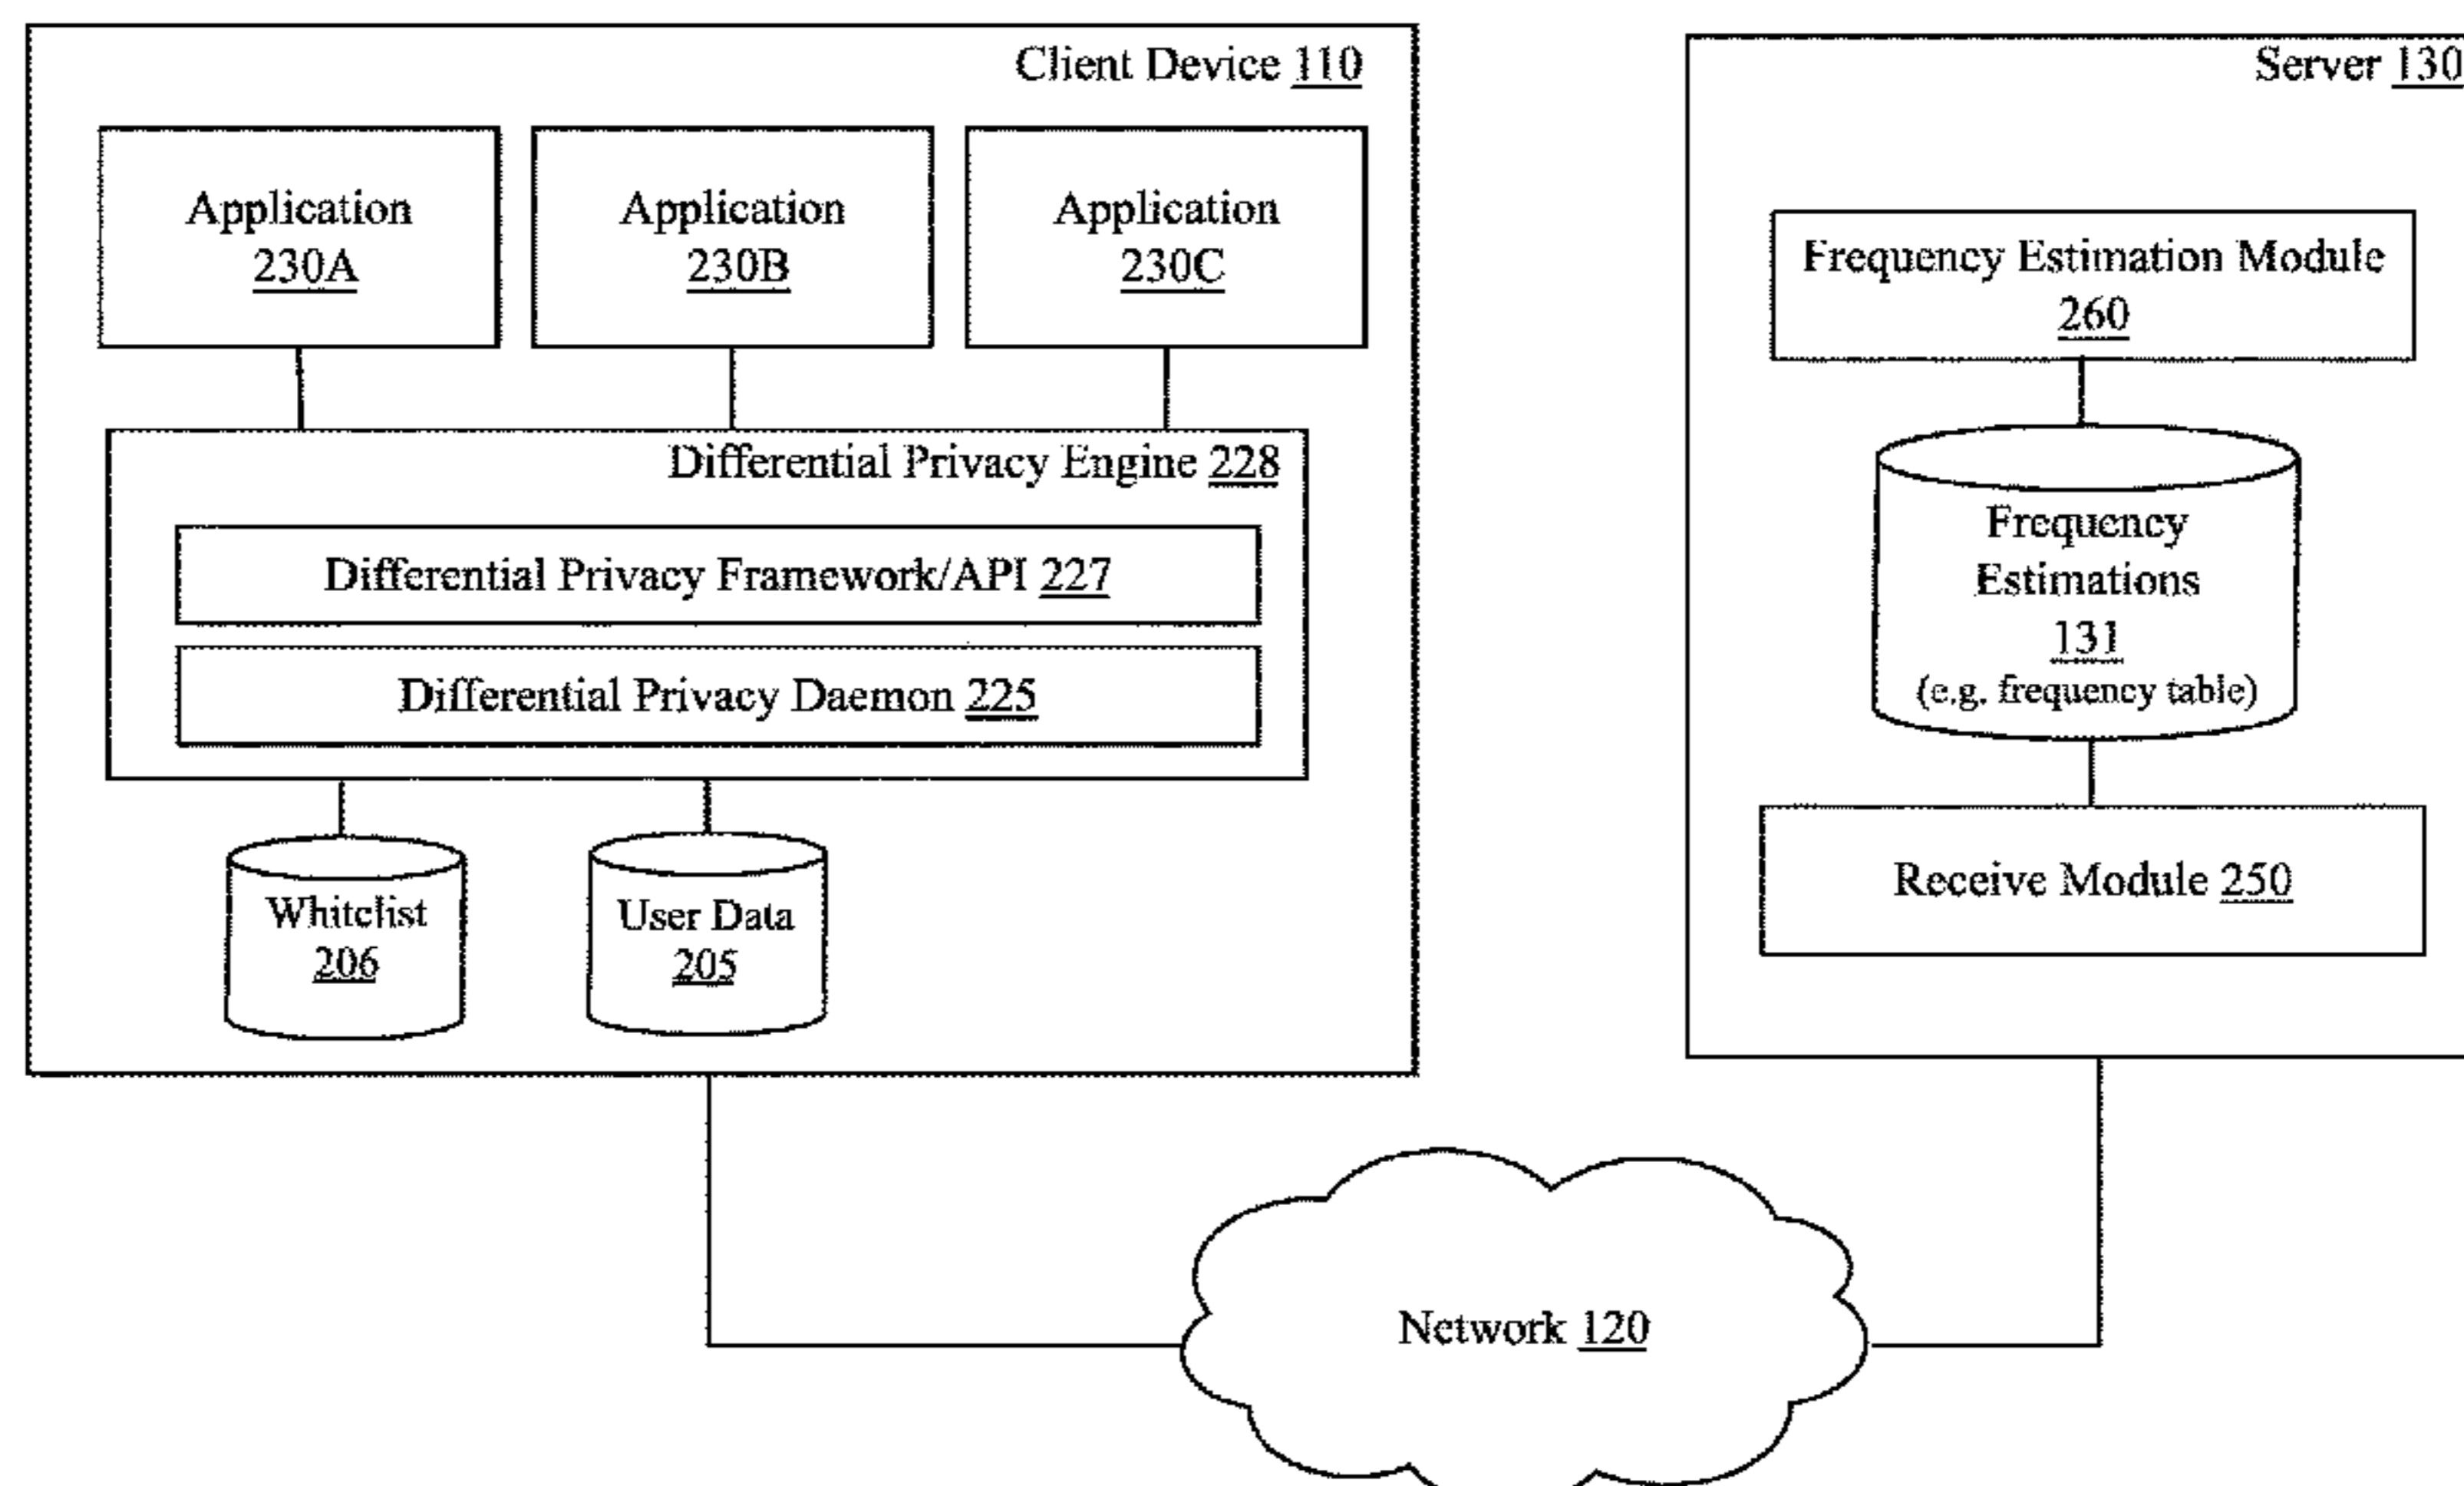 Client Device 110
Application
230A
Application
230B
Application
230C
Differential Privacy Engine 228
Differential Privacy Framework/API 227
Differential Privacy Daemon 225
Whitelist
206
User Data
205
Server 130
Frequency Estimation Module
260
Frequency
Estimations
131
(e.g. frequency table)
Receive Module 250
Network 120